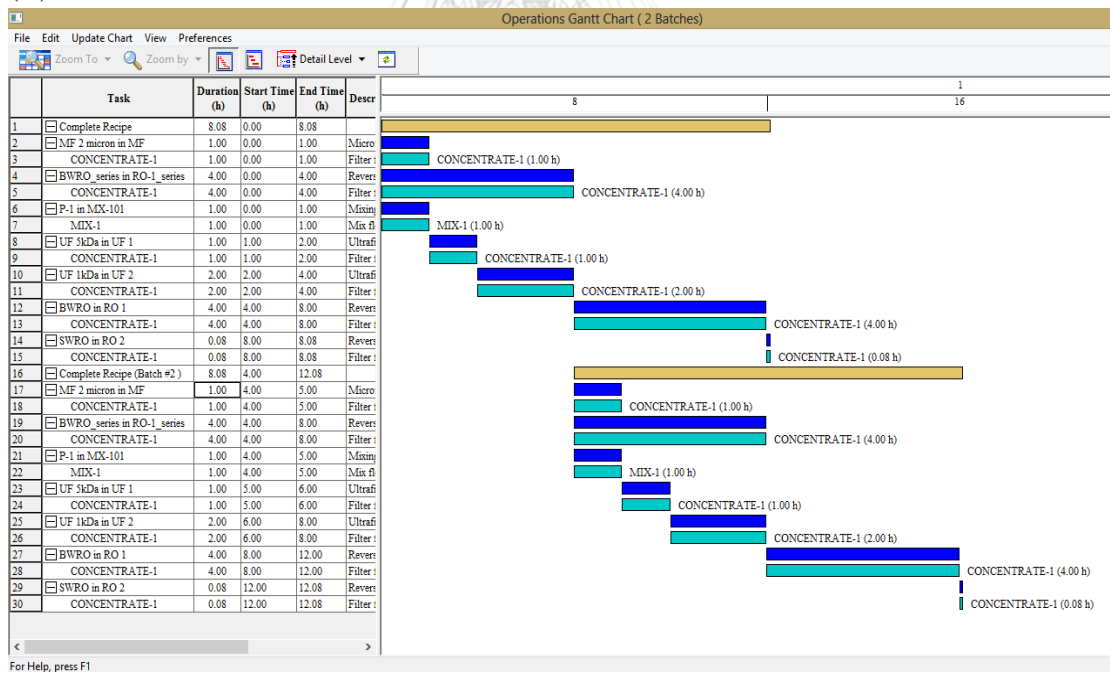 Operations Gantt Chart ( 2 Batches)
File Edit Update Chart View Preferences
Zoom To Zoom by Detail Level
Task Duration (h) Start Time (h) End Time (h) Descr 1
8 16
1 Complete Recipe 8.08 0.00 8.08
2 MF 2 micron in MF 1.00 0.00 1.00 Micro
3 CONCENTRATE-1 1.00 0.00 1.00 Filter CONCENTRATE-1 (1.00 h)
4 BWRO_series in RO-1_series 4.00 0.00 4.00 Revers
5 CONCENTRATE-1 4.00 0.00 4.00 Filter CONCENTRATE-1 (4.00 h)
6 P-1 in MX-101 1.00 0.00 1.00 Mixing
7 MIX-1 1.00 0.00 1.00 Mix fl MIX-1 (1.00 h)
8 UF 5kDa in UF 1 1.00 1.00 2.00 Ultrafi
9 CONCENTRATE-1 1.00 1.00 2.00 Filter CONCENTRATE-1 (1.00 h)
10 UF 1kDa in UF 2 2.00 2.00 4.00 Ultrafi
11 CONCENTRATE-1 2.00 2.00 4.00 Filter CONCENTRATE-1 (2.00 h)
12 BWRO in RO 1 4.00 4.00 8.00 Revers
13 CONCENTRATE-1 4.00 4.00 8.00 Filter CONCENTRATE-1 (4.00 h)
14 SWRO in RO 2 0.08 8.00 8.08 Revers
15 CONCENTRATE-1 0.08 8.00 8.08 Filter CONCENTRATE-1 (0.08 h)
16 Complete Recipe (Batch #2 ) 8.08 4.00 12.08
17 MF 2 micron in MF 1.00 4.00 5.00 Micro
18 CONCENTRATE-1 1.00 4.00 5.00 Filter CONCENTRATE-1 (1.00 h)
19 BWRO_series in RO-1_series 4.00 4.00 8.00 Revers
20 CONCENTRATE-1 4.00 4.00 8.00 Filter CONCENTRATE-1 (4.00 h)
21 P-1 in MX-101 1.00 4.00 5.00 Mixing
22 MIX-1 1.00 4.00 5.00 Mix fl MIX-1 (1.00 h)
23 UF 5kDa in UF 1 1.00 5.00 6.00 Ultrafi
24 CONCENTRATE-1 1.00 5.00 6.00 Filter CONCENTRATE-1 (1.00 h)
25 UF 1kDa in UF 2 2.00 6.00 8.00 Ultrafi
26 CONCENTRATE-1 2.00 6.00 8.00 Filter CONCENTRATE-1 (2.00 h)
27 BWRO in RO 1 4.00 8.00 12.00 Revers
28 CONCENTRATE-1 4.00 8.00 12.00 Filter CONCENTRATE-1 (4.00 h)
29 SWRO in RO 2 0.08 12.00 12.08 Revers
30 CONCENTRATE-1 0.08 12.00 12.08 Filter CONCENTRATE-1 (0.08 h)
For Help, press F1